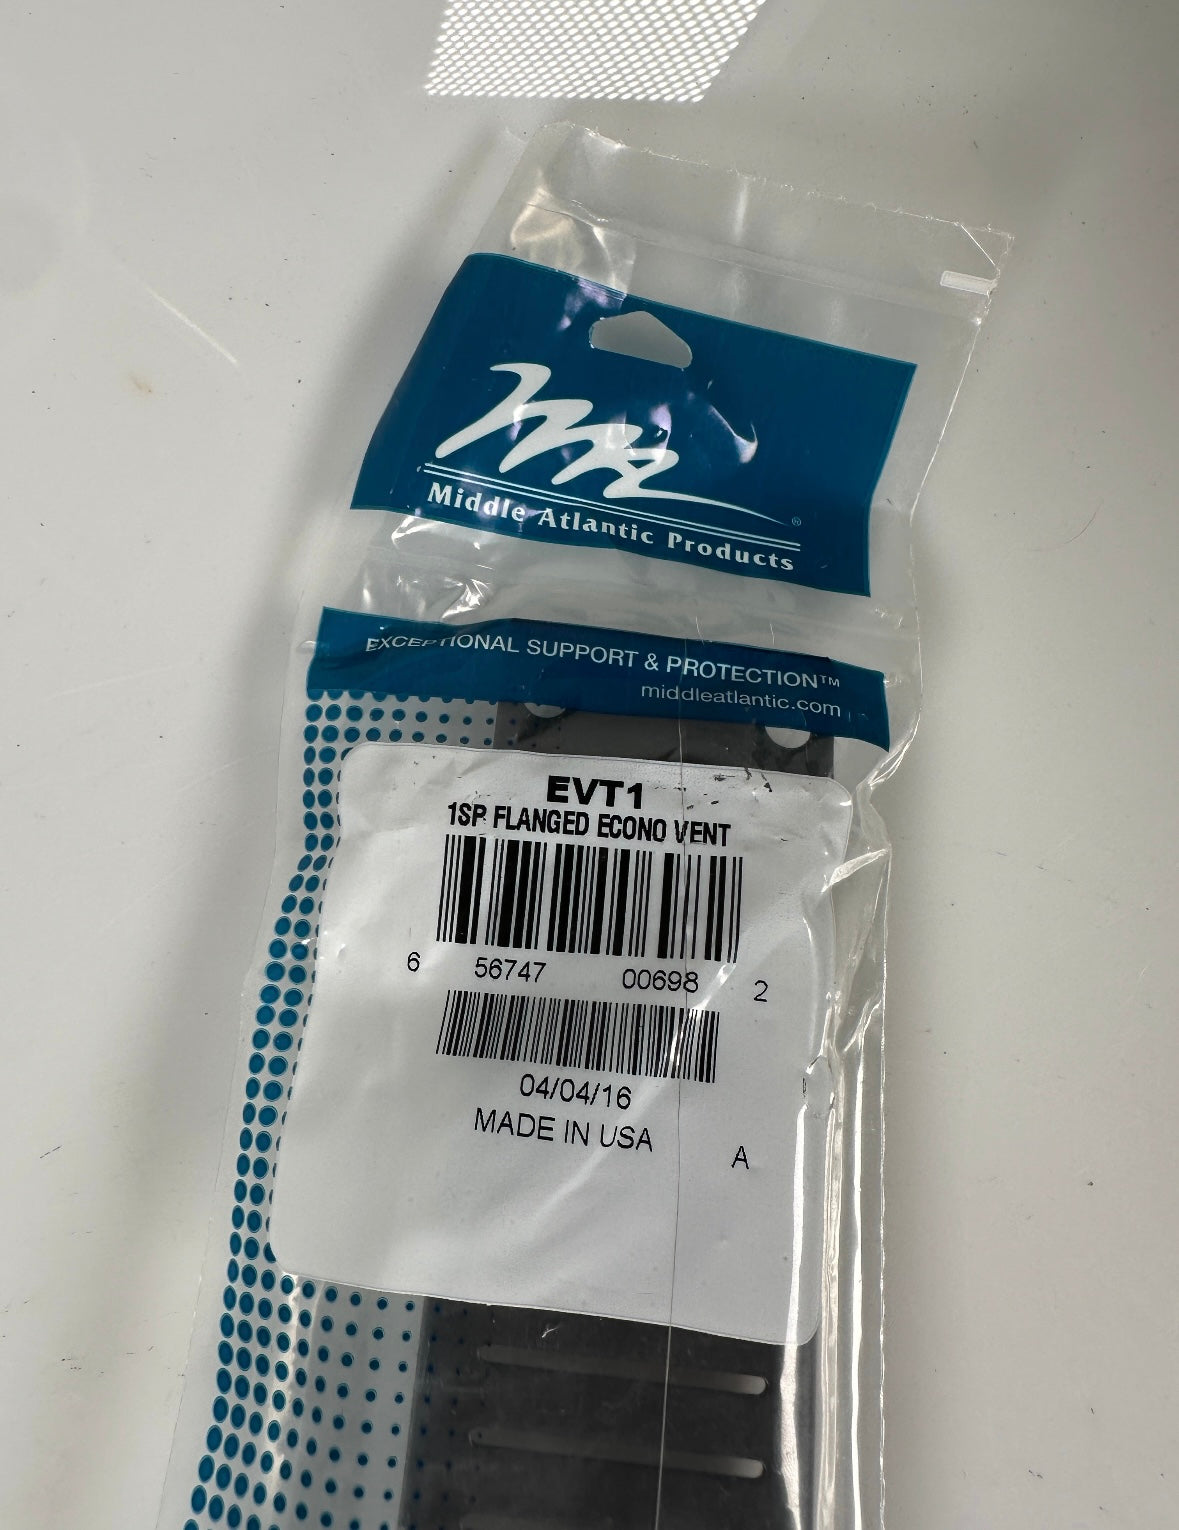 ®
Middle Atlantic Products
EXCEPTIONAL SUPPORT & PROTECTION™
middleatlantic.com
EVT1
1SP FLANGED ECONO VENT
6 56747 00698 2
04/04/16
MADE IN USA
A